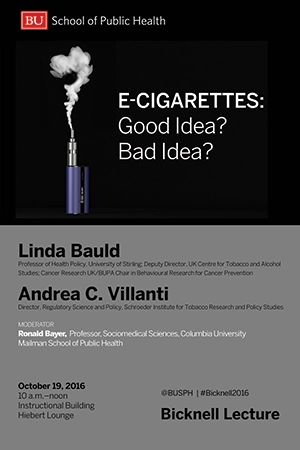 BU School of Public Health
E-CIGARETTES:
Good Idea?
Bad Idea?
Linda Bauld
Professor of Health Policy, University of Stirling; Deputy Director, UK Centre for Tobacco and Alcohol
Studies; Cancer Research UK/BUPA Chair in Behavioural Research for Cancer Prevention
Andrea C. Villanti
Director, Regulatory Science and Policy, Schroeder Institute for Tobacco Research and Policy Studies
MODERATOR
Ronald Bayer, Professor, Sociomedical Sciences, Columbia University
Mailman School of Public Health
October 19, 2016
10 a.m.–noon
Instructional Building
Hiebert Lounge
@BUSPH | #Bicknell2016
Bicknell Lecture